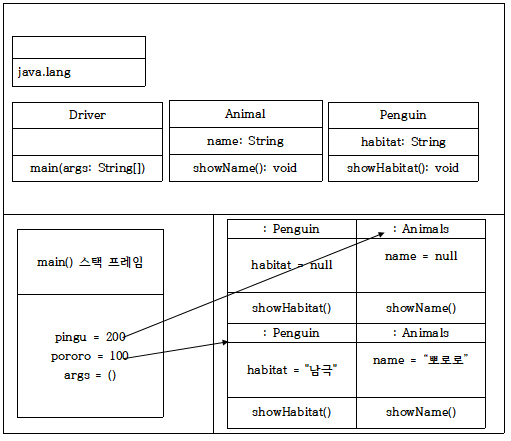 java.lang
Driver
main(args: String[])
Animal
name: String
showName(): void
Penguin
habitat: String
showHabitat(): void
main() 스택 프레임
pingu = 200
pororo = 100
args = ()
: Penguin
: Animals
habitat = null
name = null
showHabitat()
showName()
: Penguin
: Animals
habitat = "남극"
name = “뽀로로”
showHabitat()
showName()